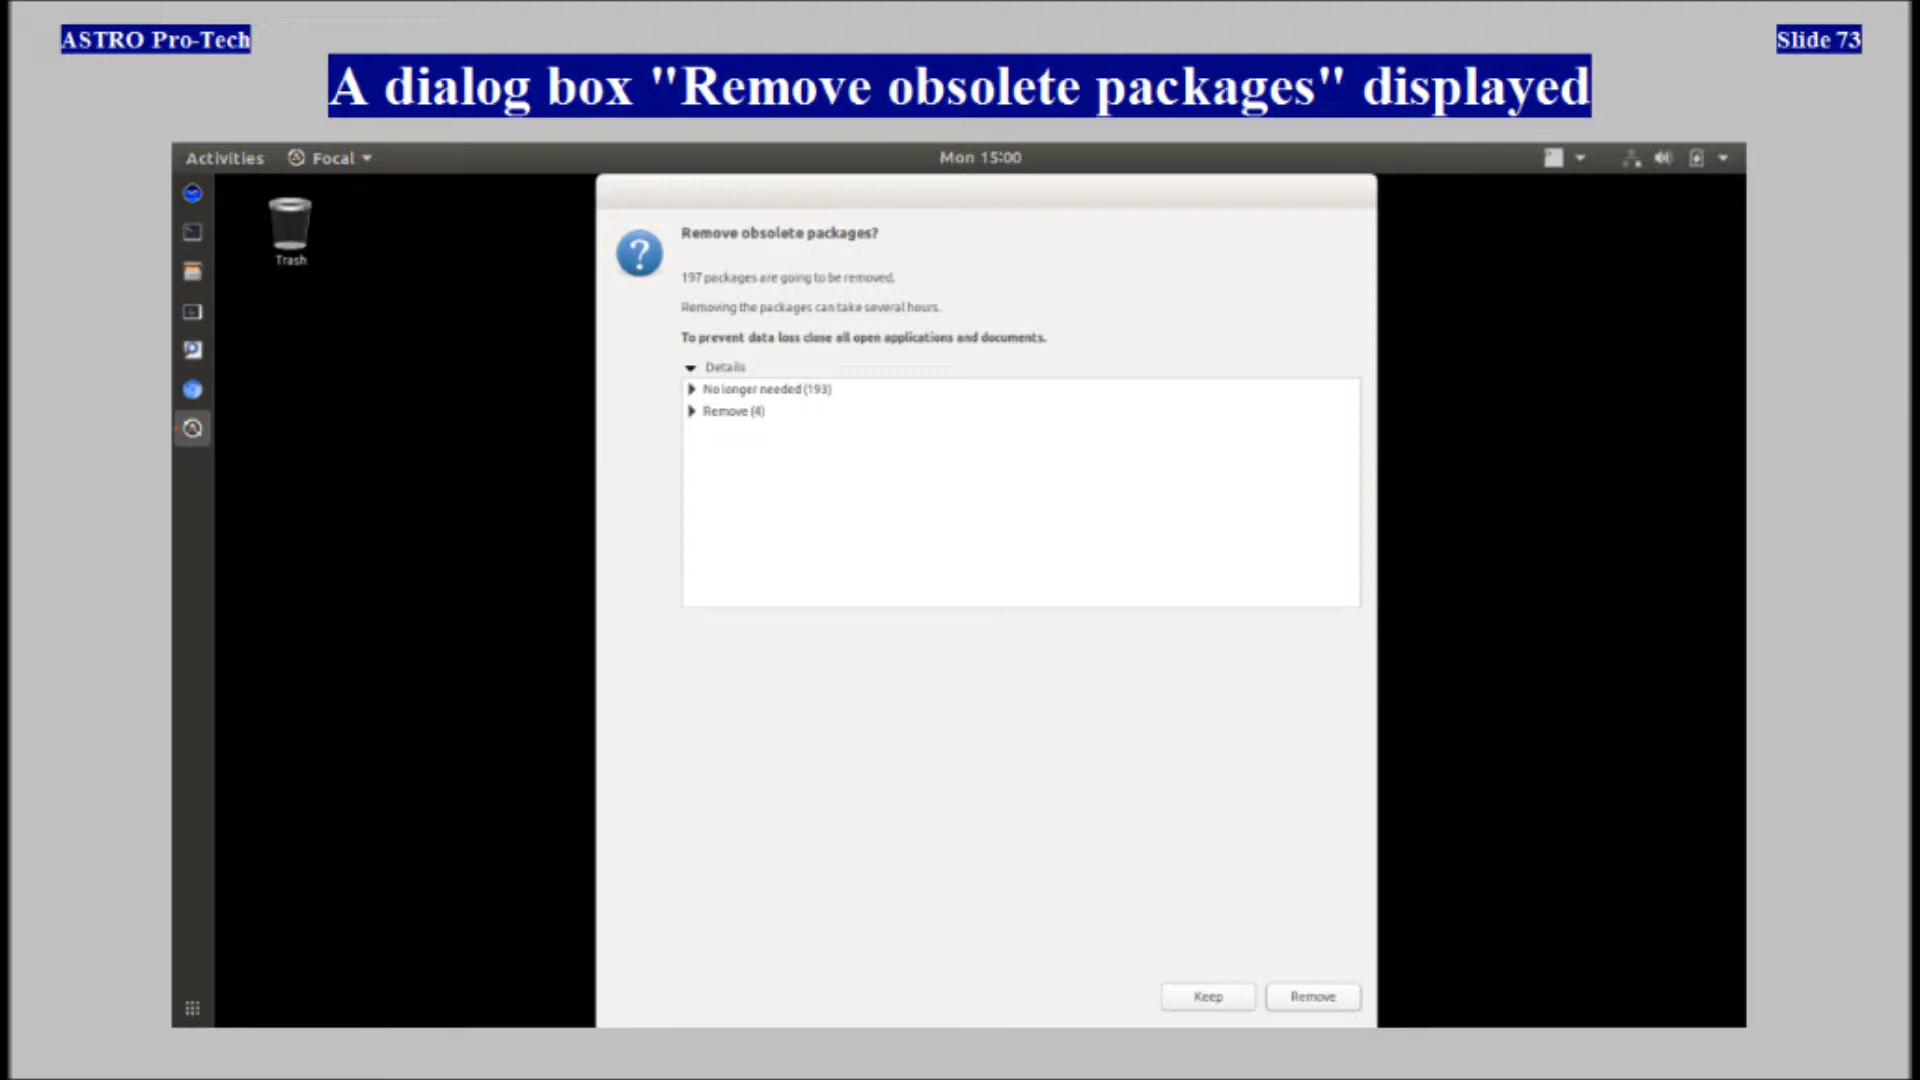 ASTRO Pro-Tech
Slide 73
A dialog box "Remove obsolete packages" displayed
Activities
Focal
Mon 15:00
Trash
Remove obsolete packages?
197 packages are going to be removed.
Removing the packages can take several hours.
To prevent data loss close all open applications and documents.
Details
No longer needed (193)
Remove (4)
Keep
Remove